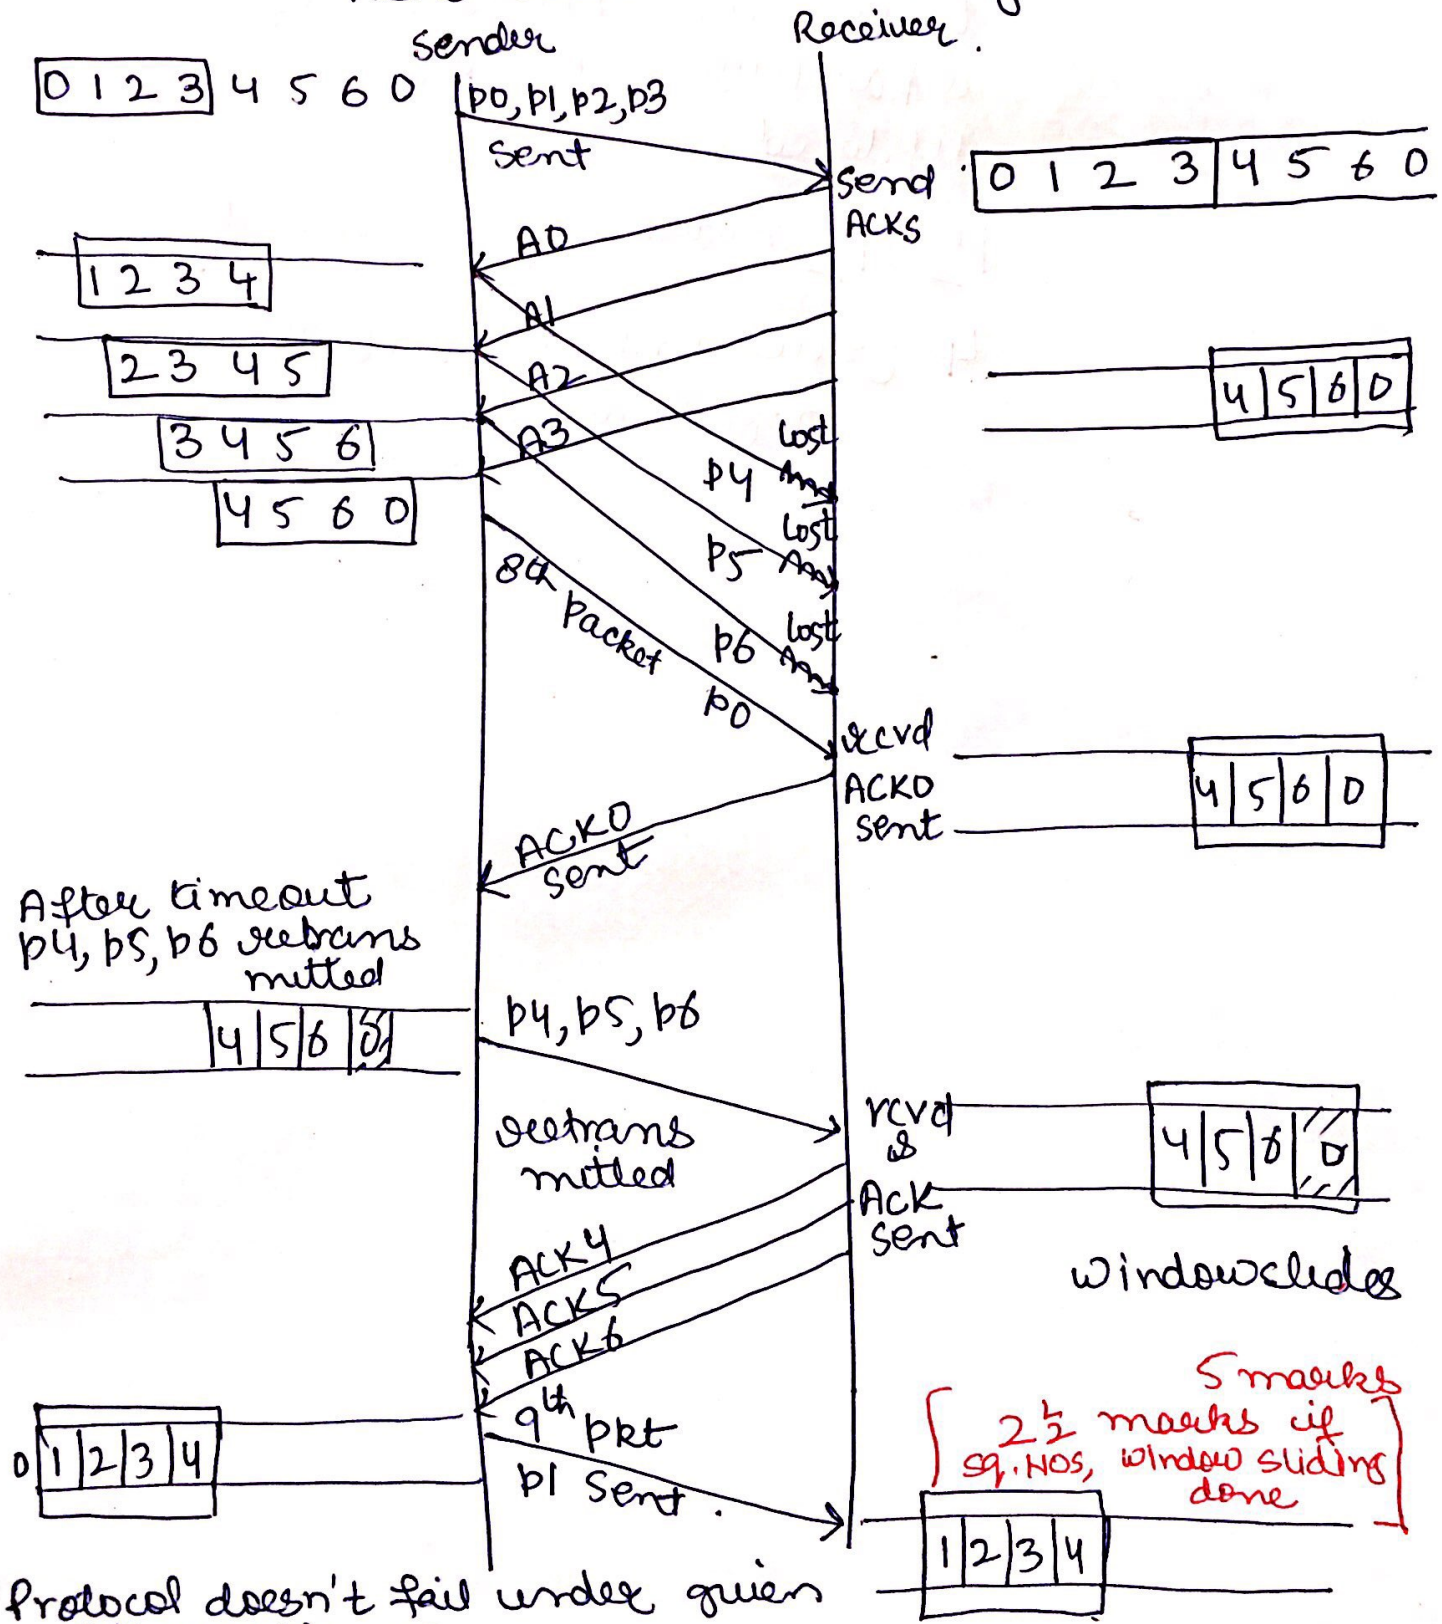 Sender
Receiver.
0 1 2 3 4 5 6 0
p0, p1, p2, p3
sent
Send
ACKs
0 1 2 3 4 5 6 0
A0
1 2 3 4
A1
2 3 4 5
A2
4 5 6 0
3 4 5 6
A3
Lost
p4
4 5 6 0
Lost
p5
8th
Packet
Lost
p6
p0
rcvd
ACK0
sent
4 5 6 0
ACK0
sent
After timeout
p4, p5, p6 retrans
mitted
4 5 6 0
p4, p5, p6
retrans
mitted
rcvd
&
ACK
sent
4 5 6 0
window slides
ACK4
ACK5
ACK6
5 marks
2½ marks if
sq. NOS, window sliding
done
0 1 2 3 4
9th pkt
p1 sent.
1 2 3 4
Protocol doesn't fail under given